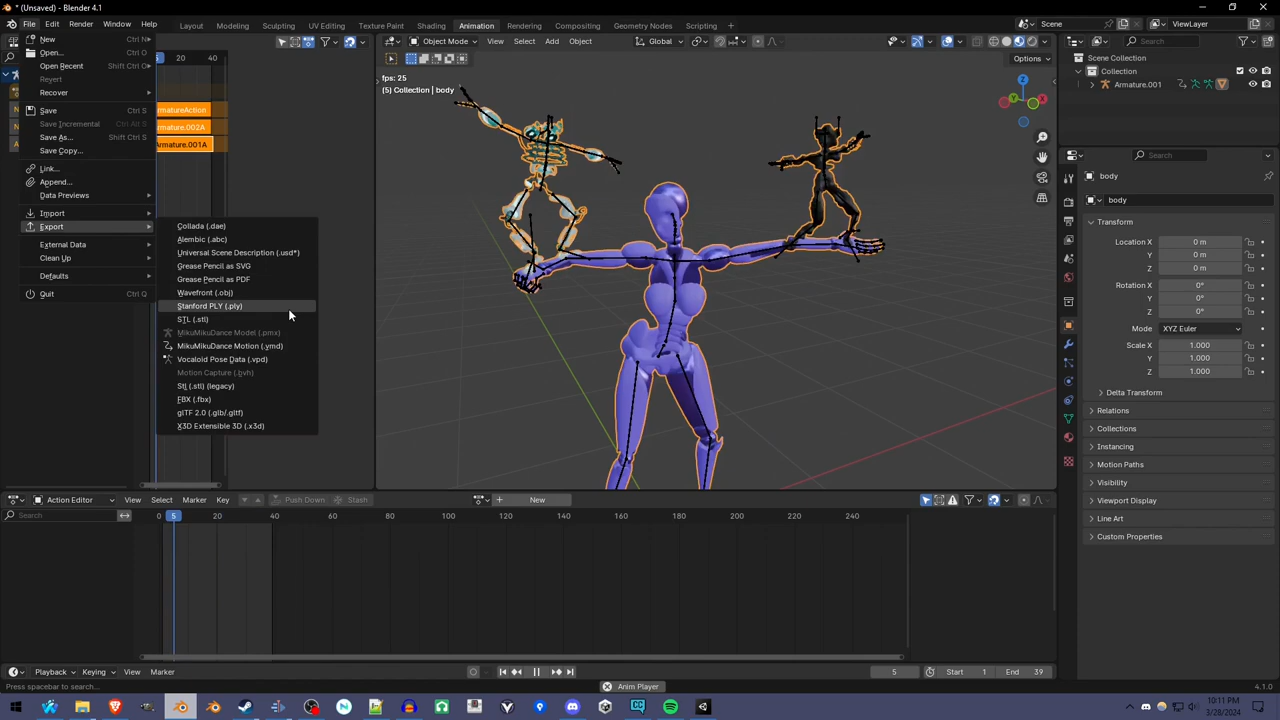 * (Unsaved) - Blender 4.1
File Edit Render Window Help Layout Modeling Sculpting UV Editing Texture Paint Shading Animation Rendering Compositing Geometry Nodes Scripting Scene ViewLayer
New Ctrl N
Open... Ctrl O
Open Recent Shift Ctrl O
Revert
Recover
Save Ctrl S
Save Incremental Ctrl Alt S
Save As... Shift Ctrl S
Save Copy...
Link...
Append...
Data Previews
Import
Export
External Data
Clean Up
Defaults
Quit Ctrl Q
Collada (.dae)
Alembic (.abc)
Universal Scene Description (.usd*)
Grease Pencil as SVG
Grease Pencil as PDF
Wavefront (.obj)
Stanford PLY (.ply)
STL (.stl)
MikuMikuDance Model (.pmx)
MikuMikuDance Motion (.vmd)
Vocaloid Pose Data (.vpd)
Motion Capture (.bvh)
Stl (.stl) (legacy)
FBX (.fbx)
glTF 2.0 (.glb/.gltf)
X3D Extensible 3D (.x3d)
40
ArmatureAction
Armature.002A
Armature.001A
Object Mode View Select Add Object Global
Options
fps: 25
(5) Collection | body
Z
Y
X
Search
Scene Collection
Collection
Armature.001
Search
body
body
Transform
Location X 0 m
Y 0 m
Z 0 m
Rotation X 0°
Y 0°
Z 0°
Mode XYZ Euler
Scale X 1.000
Y 1.000
Z 1.000
Delta Transform
Relations
Collections
Instancing
Motion Paths
Visibility
Viewport Display
Line Art
Custom Properties
Action Editor View Select Marker Key Push Down Stash New
Search 0 5 20 40 60 80 100 120 140 160 180 200 220 240
Playback Keying View Marker 5 Start 1 End 39
Press spacebar to search... Anim Player 4.1.0
10:11 PM
3/28/2024